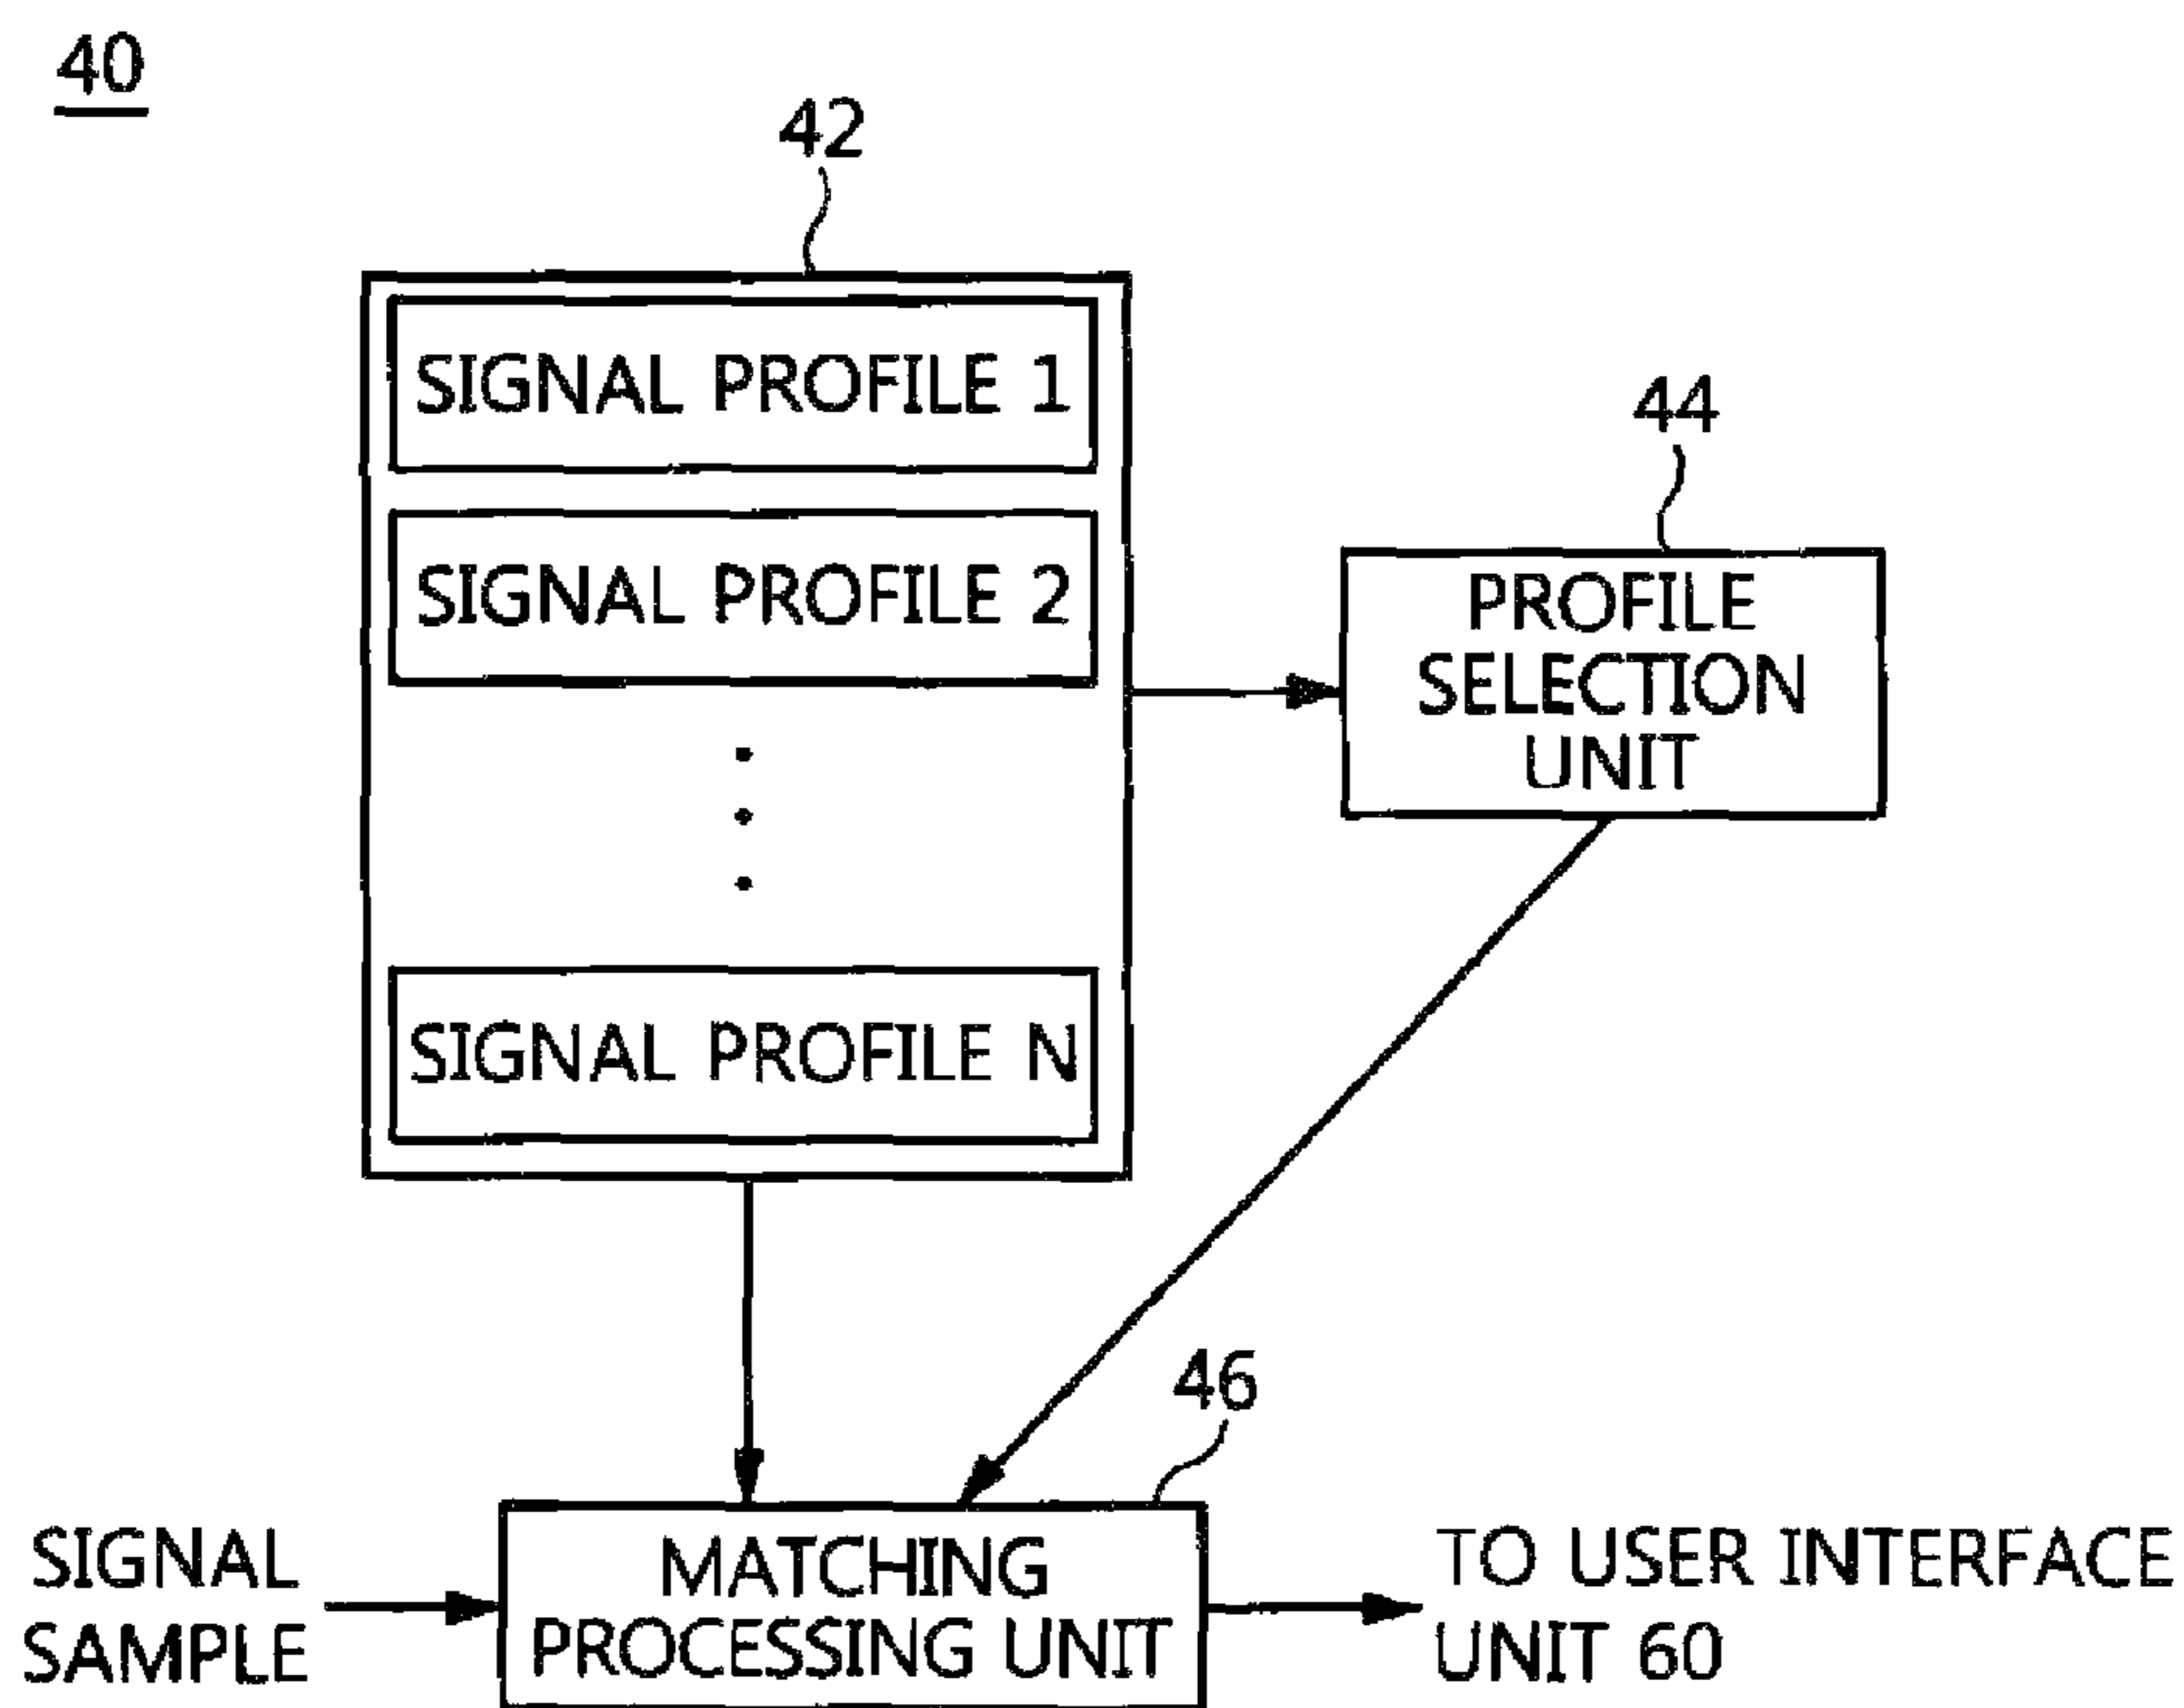 40
42
SIGNAL PROFILE 1
SIGNAL PROFILE 2
SIGNAL PROFILE N
44
PROFILE
SELECTION
UNIT
46
SIGNAL
SAMPLE
MATCHING
PROCESSING UNIT
TO USER INTERFACE
UNIT 60